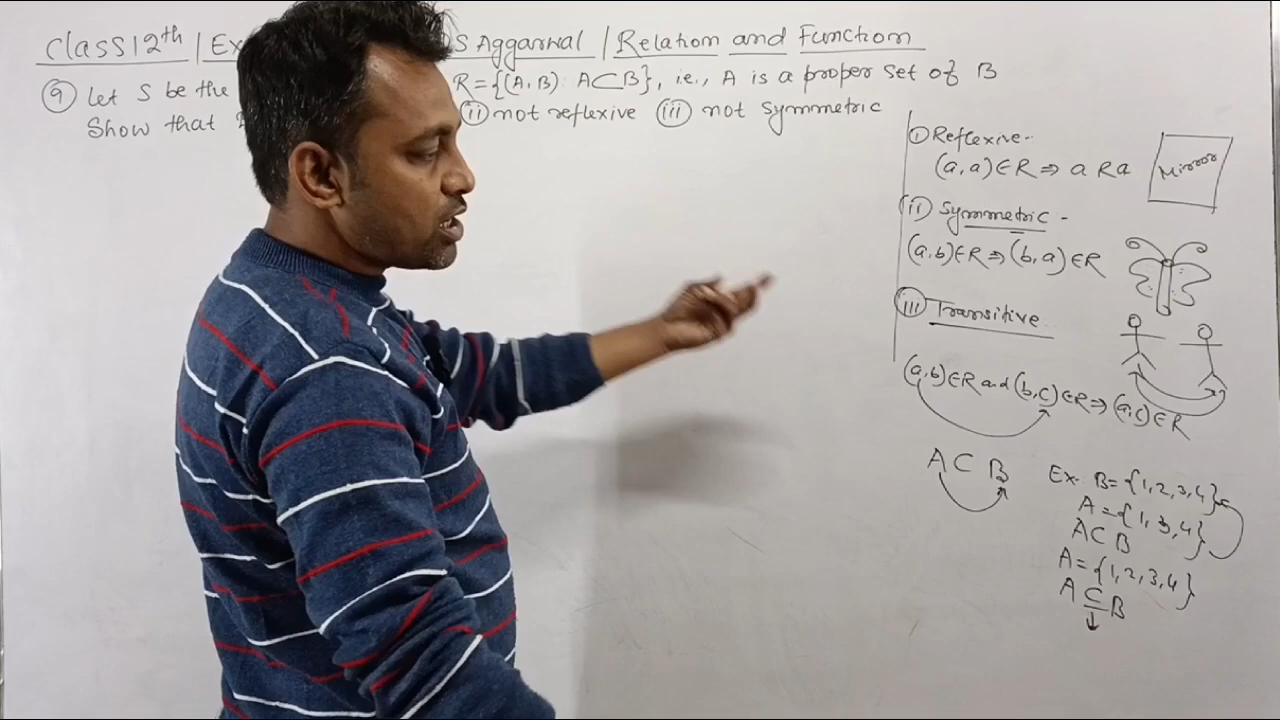 Class 12th | Ex S Aggarwal | Relation and Function
⑨ Let S be the R = {(A, B) : A⊂B}, i.e., A is a proper set of B
Show that (ii) not reflexive (iii) not symmetric
(i) Reflexive -
(a, a) ∈ R ⇒ a R a
Mirror
(ii) Symmetric -
(a, b) ∈ R ⇒ (b, a) ∈ R
(iii) Transitive
(a, b) ∈ R and (b, c) ∈ R ⇒ (a, c) ∈ R
A ⊂ B
Ex. B = {1, 2, 3, 4}
A = {1, 3, 4}
A ⊂ B
A = {1, 2, 3, 4}
A ⊆ B